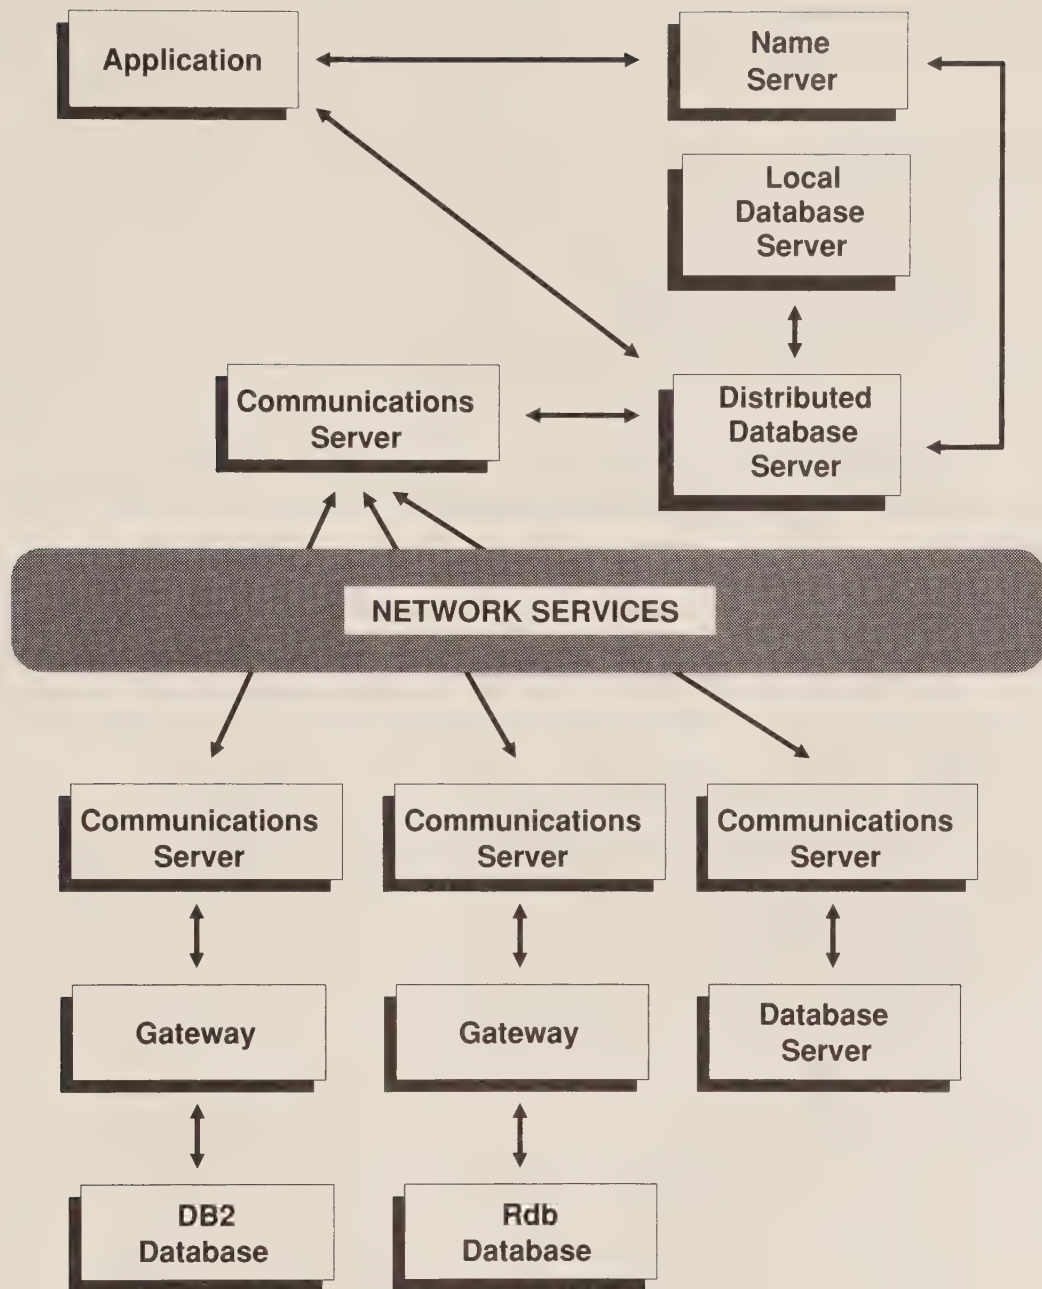 Application
Name
Server
Local
Database
Server
Communications
Server
Distributed
Database
Server
NETWORK SERVICES
Communications
Server
Communications
Server
Communications
Server
Gateway
Gateway
Database
Server
DB2
Database
Rdb
Database